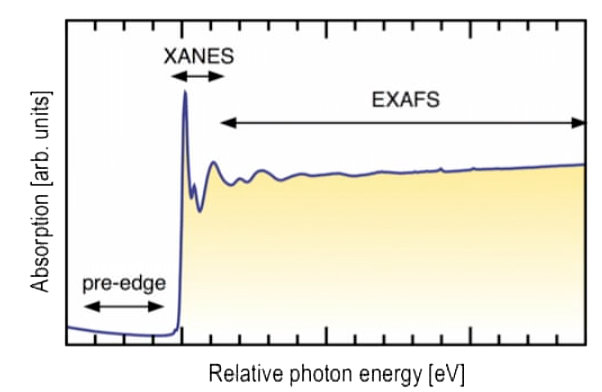 XANES
EXAFS
pre-edge
Absorption [arb. units]
Relative photon energy [eV]